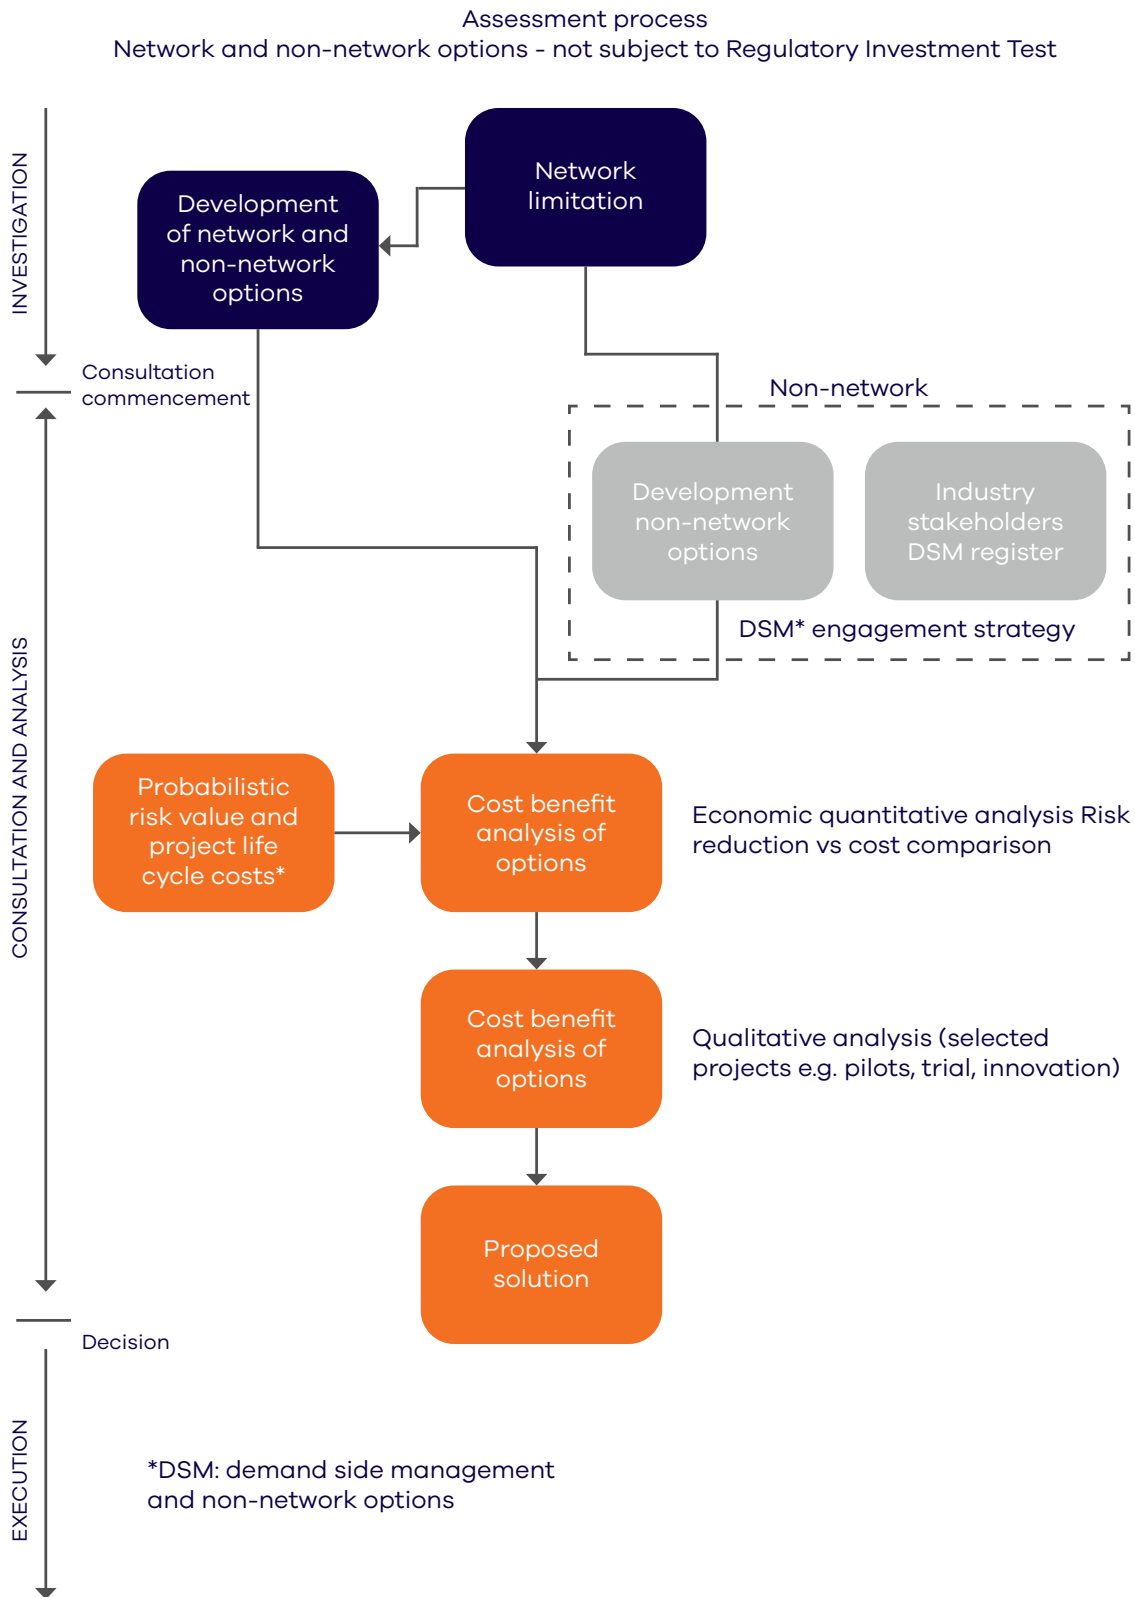 Assessment process
Network and non-network options - not subject to Regulatory Investment Test
INVESTIGATION
Network
limitation
Development
of network and
non-network
options
Consultation
commencement
Non-network
Development
non-network
options
Industry
stakeholders
DSM register
DSM* engagement strategy
CONSULTATION AND ANALYSIS
Probabilistic
risk value and
project life
cycle costs*
Cost benefit
analysis of
options
Economic quantitative analysis Risk
reduction vs cost comparison
Cost benefit
analysis of
options
Qualitative analysis (selected
projects e.g. pilots, trial, innovation)
Proposed
solution
Decision
EXECUTION
*DSM: demand side management
and non-network options